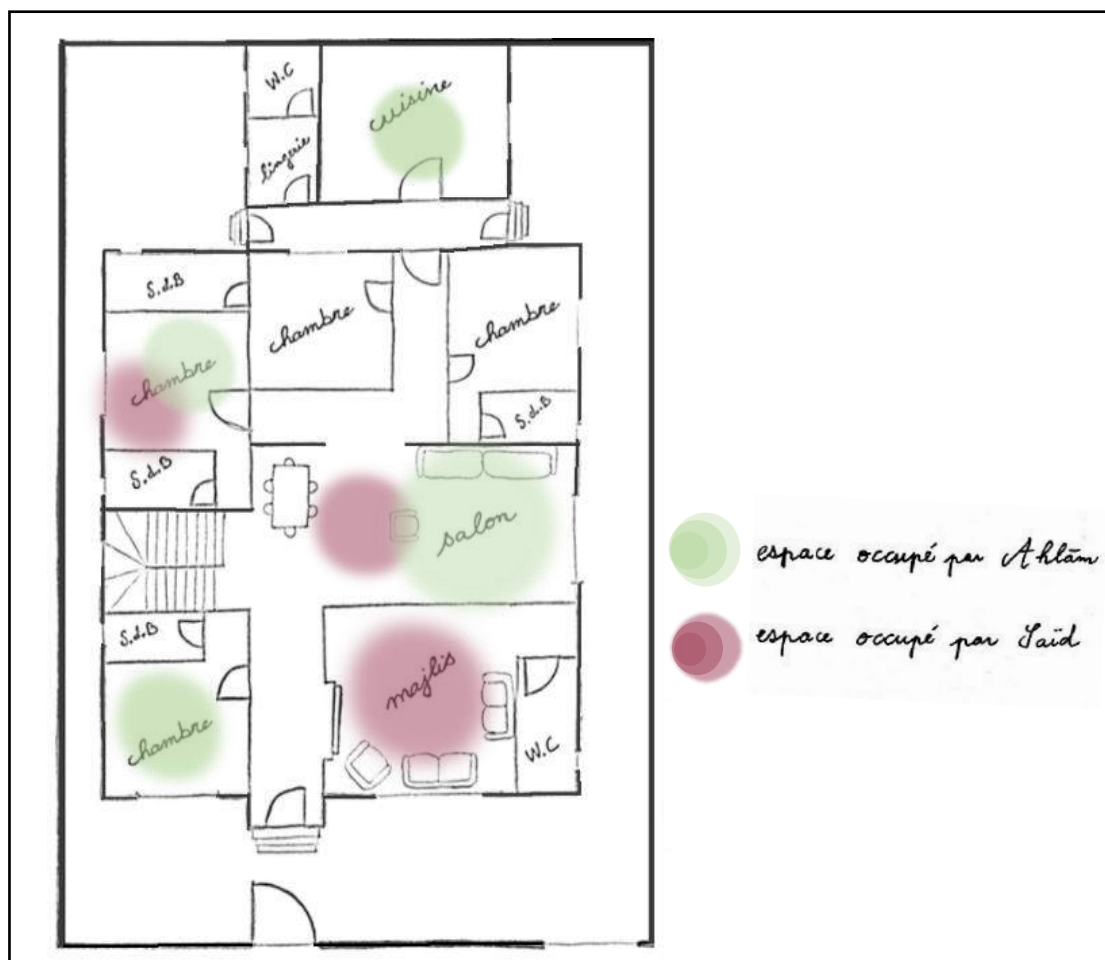 W.C
cuisine
lingerie
S.d.B
chambre
chambre
chambre
S.d.B
S.d.B
salon
espace occupé par Ahlām
espace occupé par Saïd
S.d.B
majlis
chambre
W.C